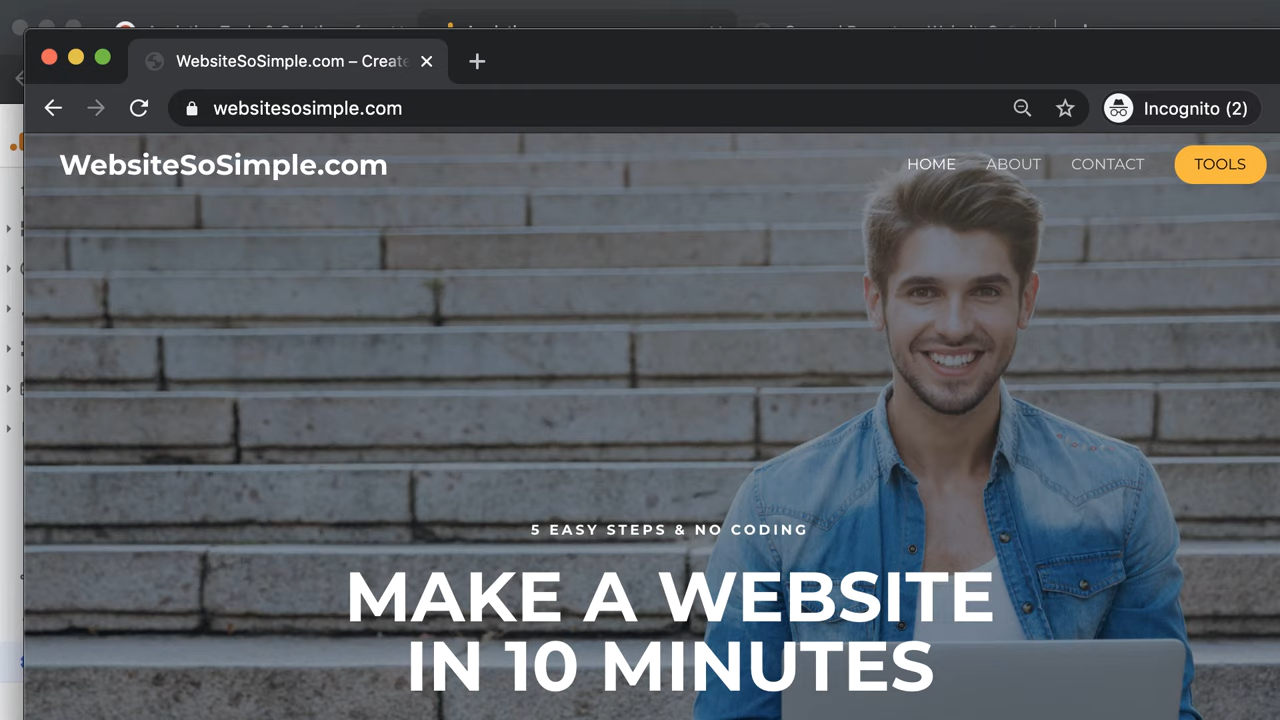 WebsiteSoSimple.com – Create
websitesosimple.com
Incognito (2)
WebsiteSoSimple.com
HOME ABOUT CONTACT TOOLS
5 EASY STEPS & NO CODING
MAKE A WEBSITE
IN 10 MINUTES